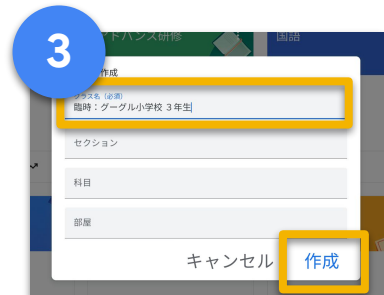 3
アドバンス研修
国語
作成
クラス名（必須）
臨時：グーグル小学校 3年生
セクション
科目
部屋
キャンセル
作成